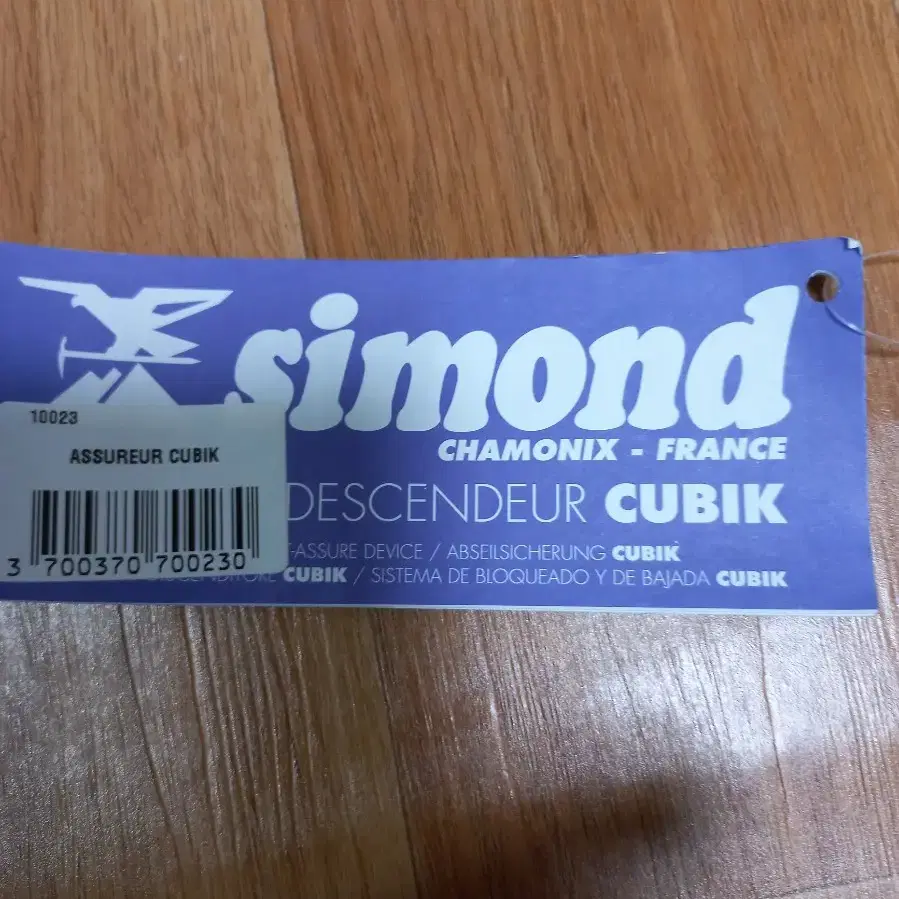 simond
CHAMONIX - FRANCE
10023
ASSUREUR CUBIK
DESCENDEUR CUBIK
-ASSURE DEVICE / ABSEILSICHERUNG CUBIK
CUBIK / SISTEMA DE BLOQUEADO Y DE BAJADA CUBIK
3 700370 700230